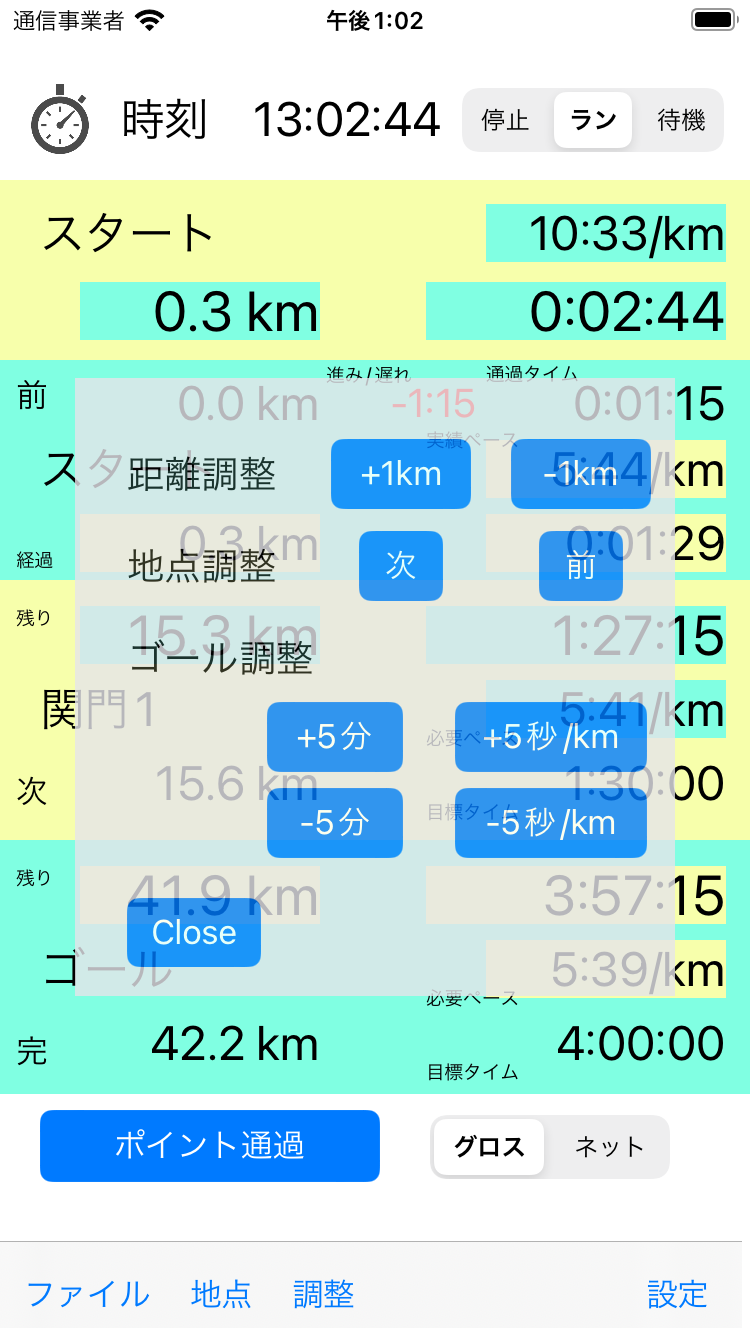 通信事業者 午後1:02
時刻 13:02:44 停止 ラン 待機
スタート 10:33/km
0.3 km 0:02:44
進み/遅れ 通過タイム
前 0.0 km -1:15 0:01:15
実績ペース
スタート 5:44/km
距離調整 +1km -1km
経過 0.3 km 0:01:29
地点調整 次 前
残り 15.3 km 1:27:15
ゴール調整
関門1 5:41/km
+5分 必要ペース +5秒/km
次 15.6 km 1:30:00
目標タイム
-5分 -5秒/km
残り 41.9 km 3:57:15
Close
ゴール 5:39/km
必要ペース
完 42.2 km 4:00:00
目標タイム
ポイント通過 グロス ネット
ファイル 地点 調整 設定